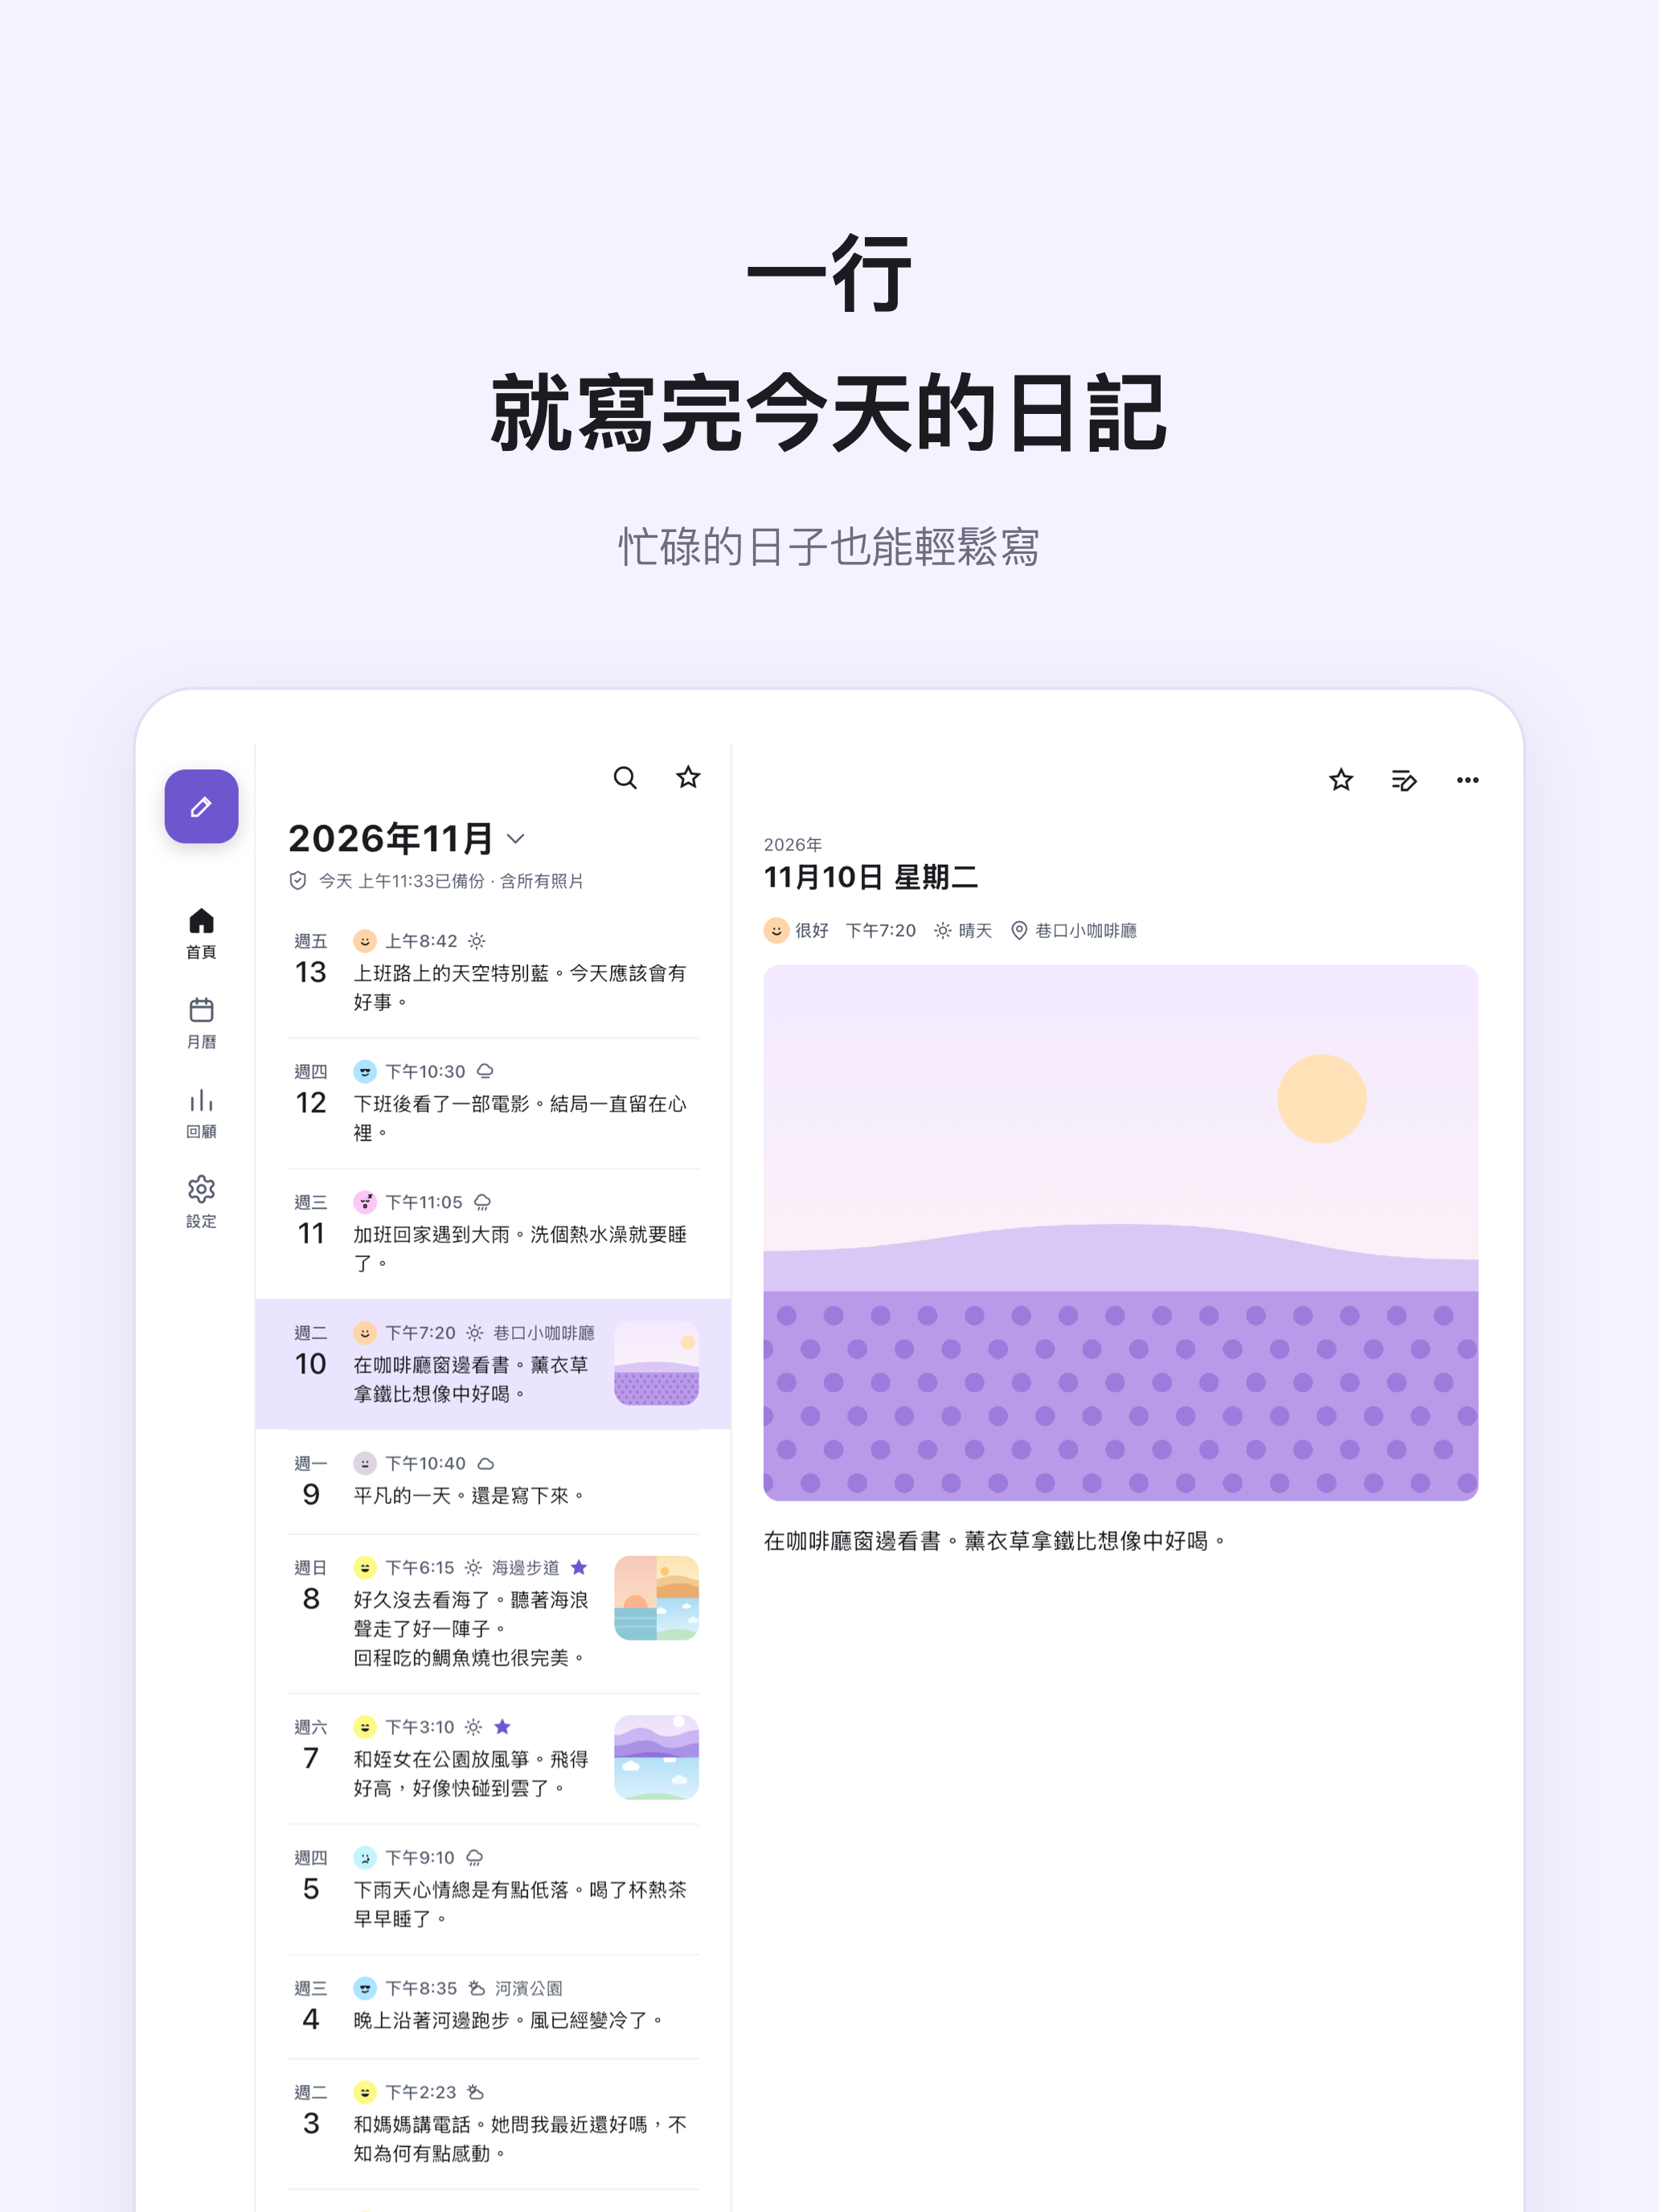 一行
就寫完今天的日記
忙碌的日子也能輕鬆寫
首頁
月曆
回顧
設定
2026年11月
今天 上午11:33已備份 · 含所有照片
週五
13
上午8:42
上班路上的天空特別藍。今天應該會有
好事。
週四
12
下午10:30
下班後看了一部電影。結局一直留在心
裡。
週三
11
下午11:05
加班回家遇到大雨。洗個熱水澡就要睡
了。
週二
10
下午7:20 巷口小咖啡廳
在咖啡廳窗邊看書。薰衣草
拿鐵比想像中好喝。
週一
9
下午10:40
平凡的一天。還是寫下來。
週日
8
下午6:15 海邊步道
好久沒去看海了。聽著海浪
聲走了好一陣子。
回程吃的鯛魚燒也很完美。
週六
7
下午3:10
和姪女在公園放風箏。飛得
好高，好像快碰到雲了。
週四
5
下午9:10
下雨天心情總是有點低落。喝了杯熱茶
早早睡了。
週三
4
下午8:35 河濱公園
晚上沿著河邊跑步。風已經變冷了。
週二
3
下午2:23
和媽媽講電話。她問我最近還好嗎，不
知為何有點感動。
2026年
11月10日 星期二
很好 下午7:20 晴天 巷口小咖啡廳
在咖啡廳窗邊看書。薰衣草拿鐵比想像中好喝。